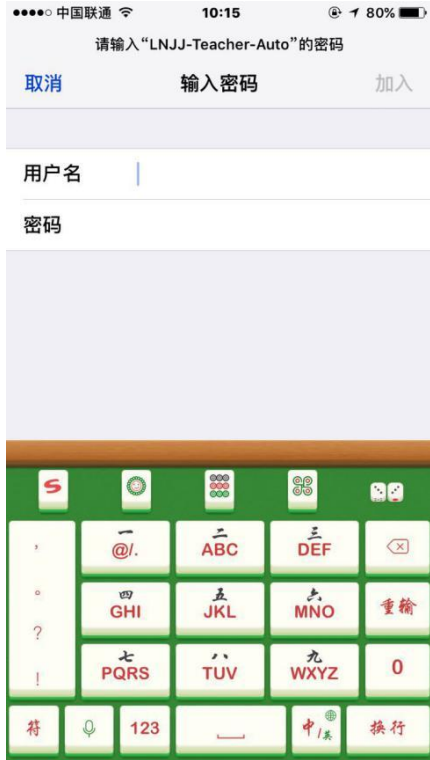 中国联通 10:15 80%
请输入“LNJJ-Teacher-Auto”的密码
取消 输入密码 加入
用户名
密码
S
， 一 二 三
@/. ABC DEF
。 四 五 六
GHI JKL MNO 重输
？ 七 八 九
！ PQRS TUV WXYZ 0
符 123 中/英 换行